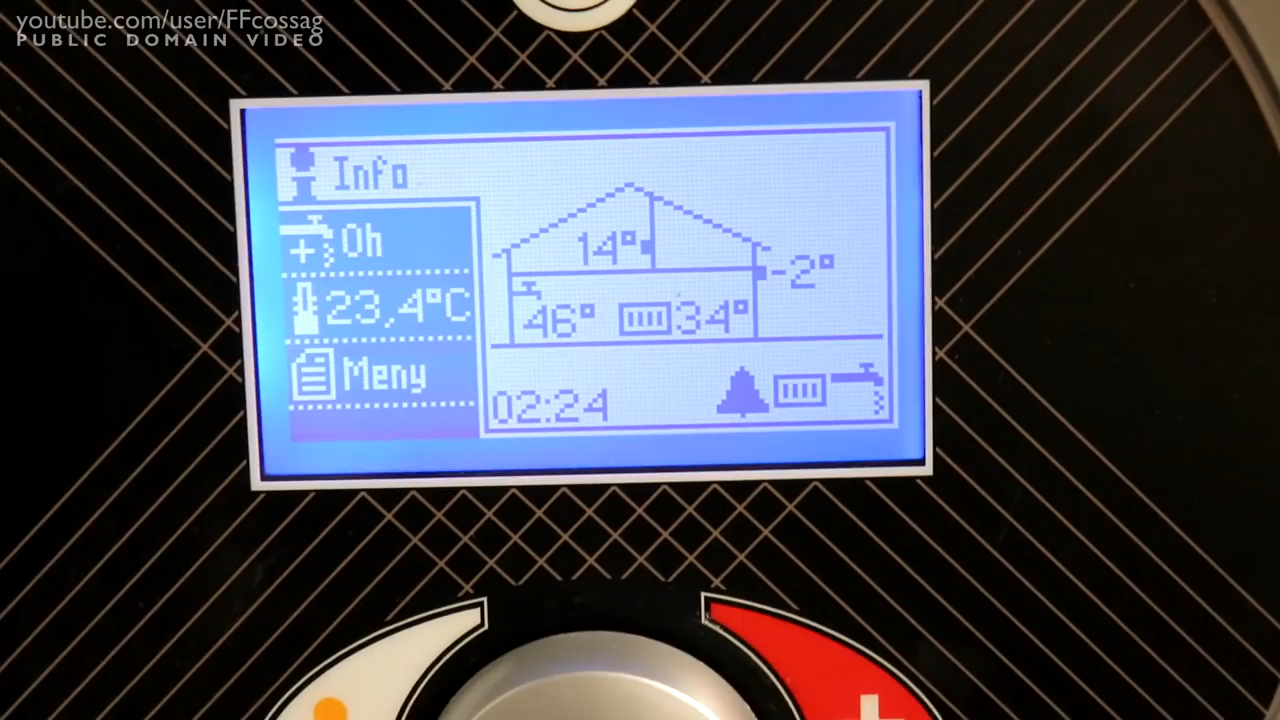 youtube.com/user/FFcossag
PUBLIC DOMAIN VIDEO
Info
0h
23,4°C
Meny
14°
-2°
46°
34°
02:24